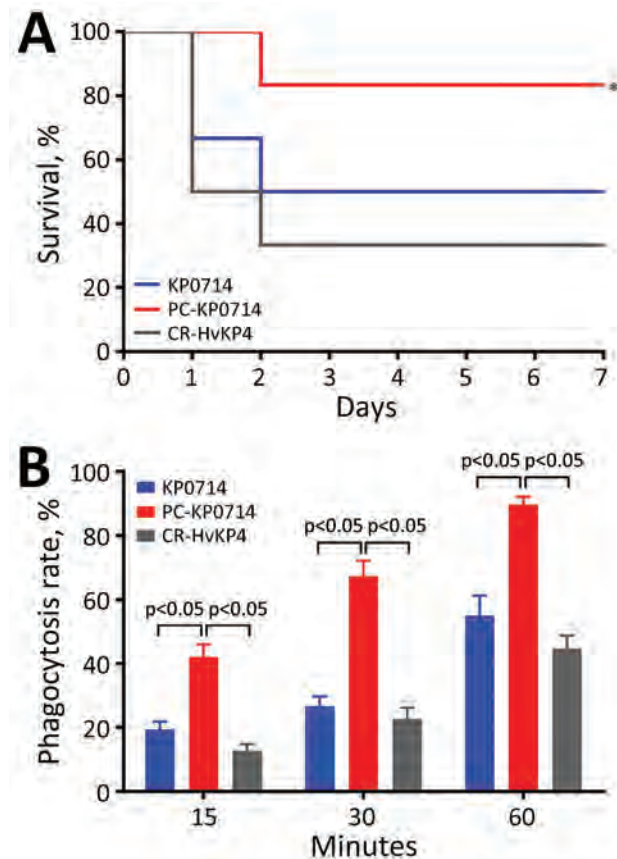 A
Survival, %
100
80
60
40
20
0
KP0714
PC-KP0714
CR-HvKP4
*
0 1 2 3 4 5 6 7
Days
B
Phagocytosis rate, %
100
80
60
40
20
0
KP0714
PC-KP0714
CR-HvKP4
p<0.05 p<0.05
p<0.05 p<0.05
p<0.05 p<0.05
15 30 60
Minutes